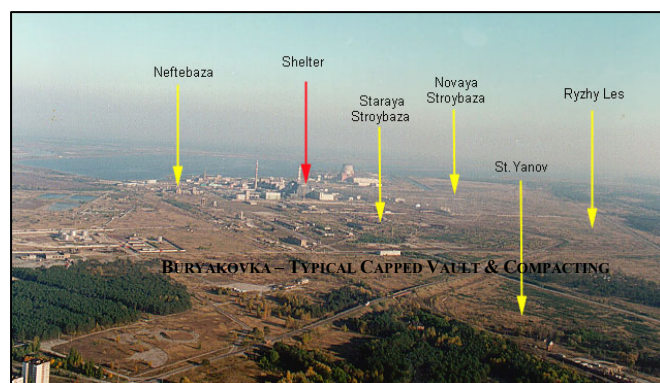 Neftebaza
Shelter
Staraya
Stroybaza
Novaya
Stroybaza
Ryzhy Les
St.Yanov
BURYAKOVKA – TYPICAL CAPPED VAULT & COMPACTING